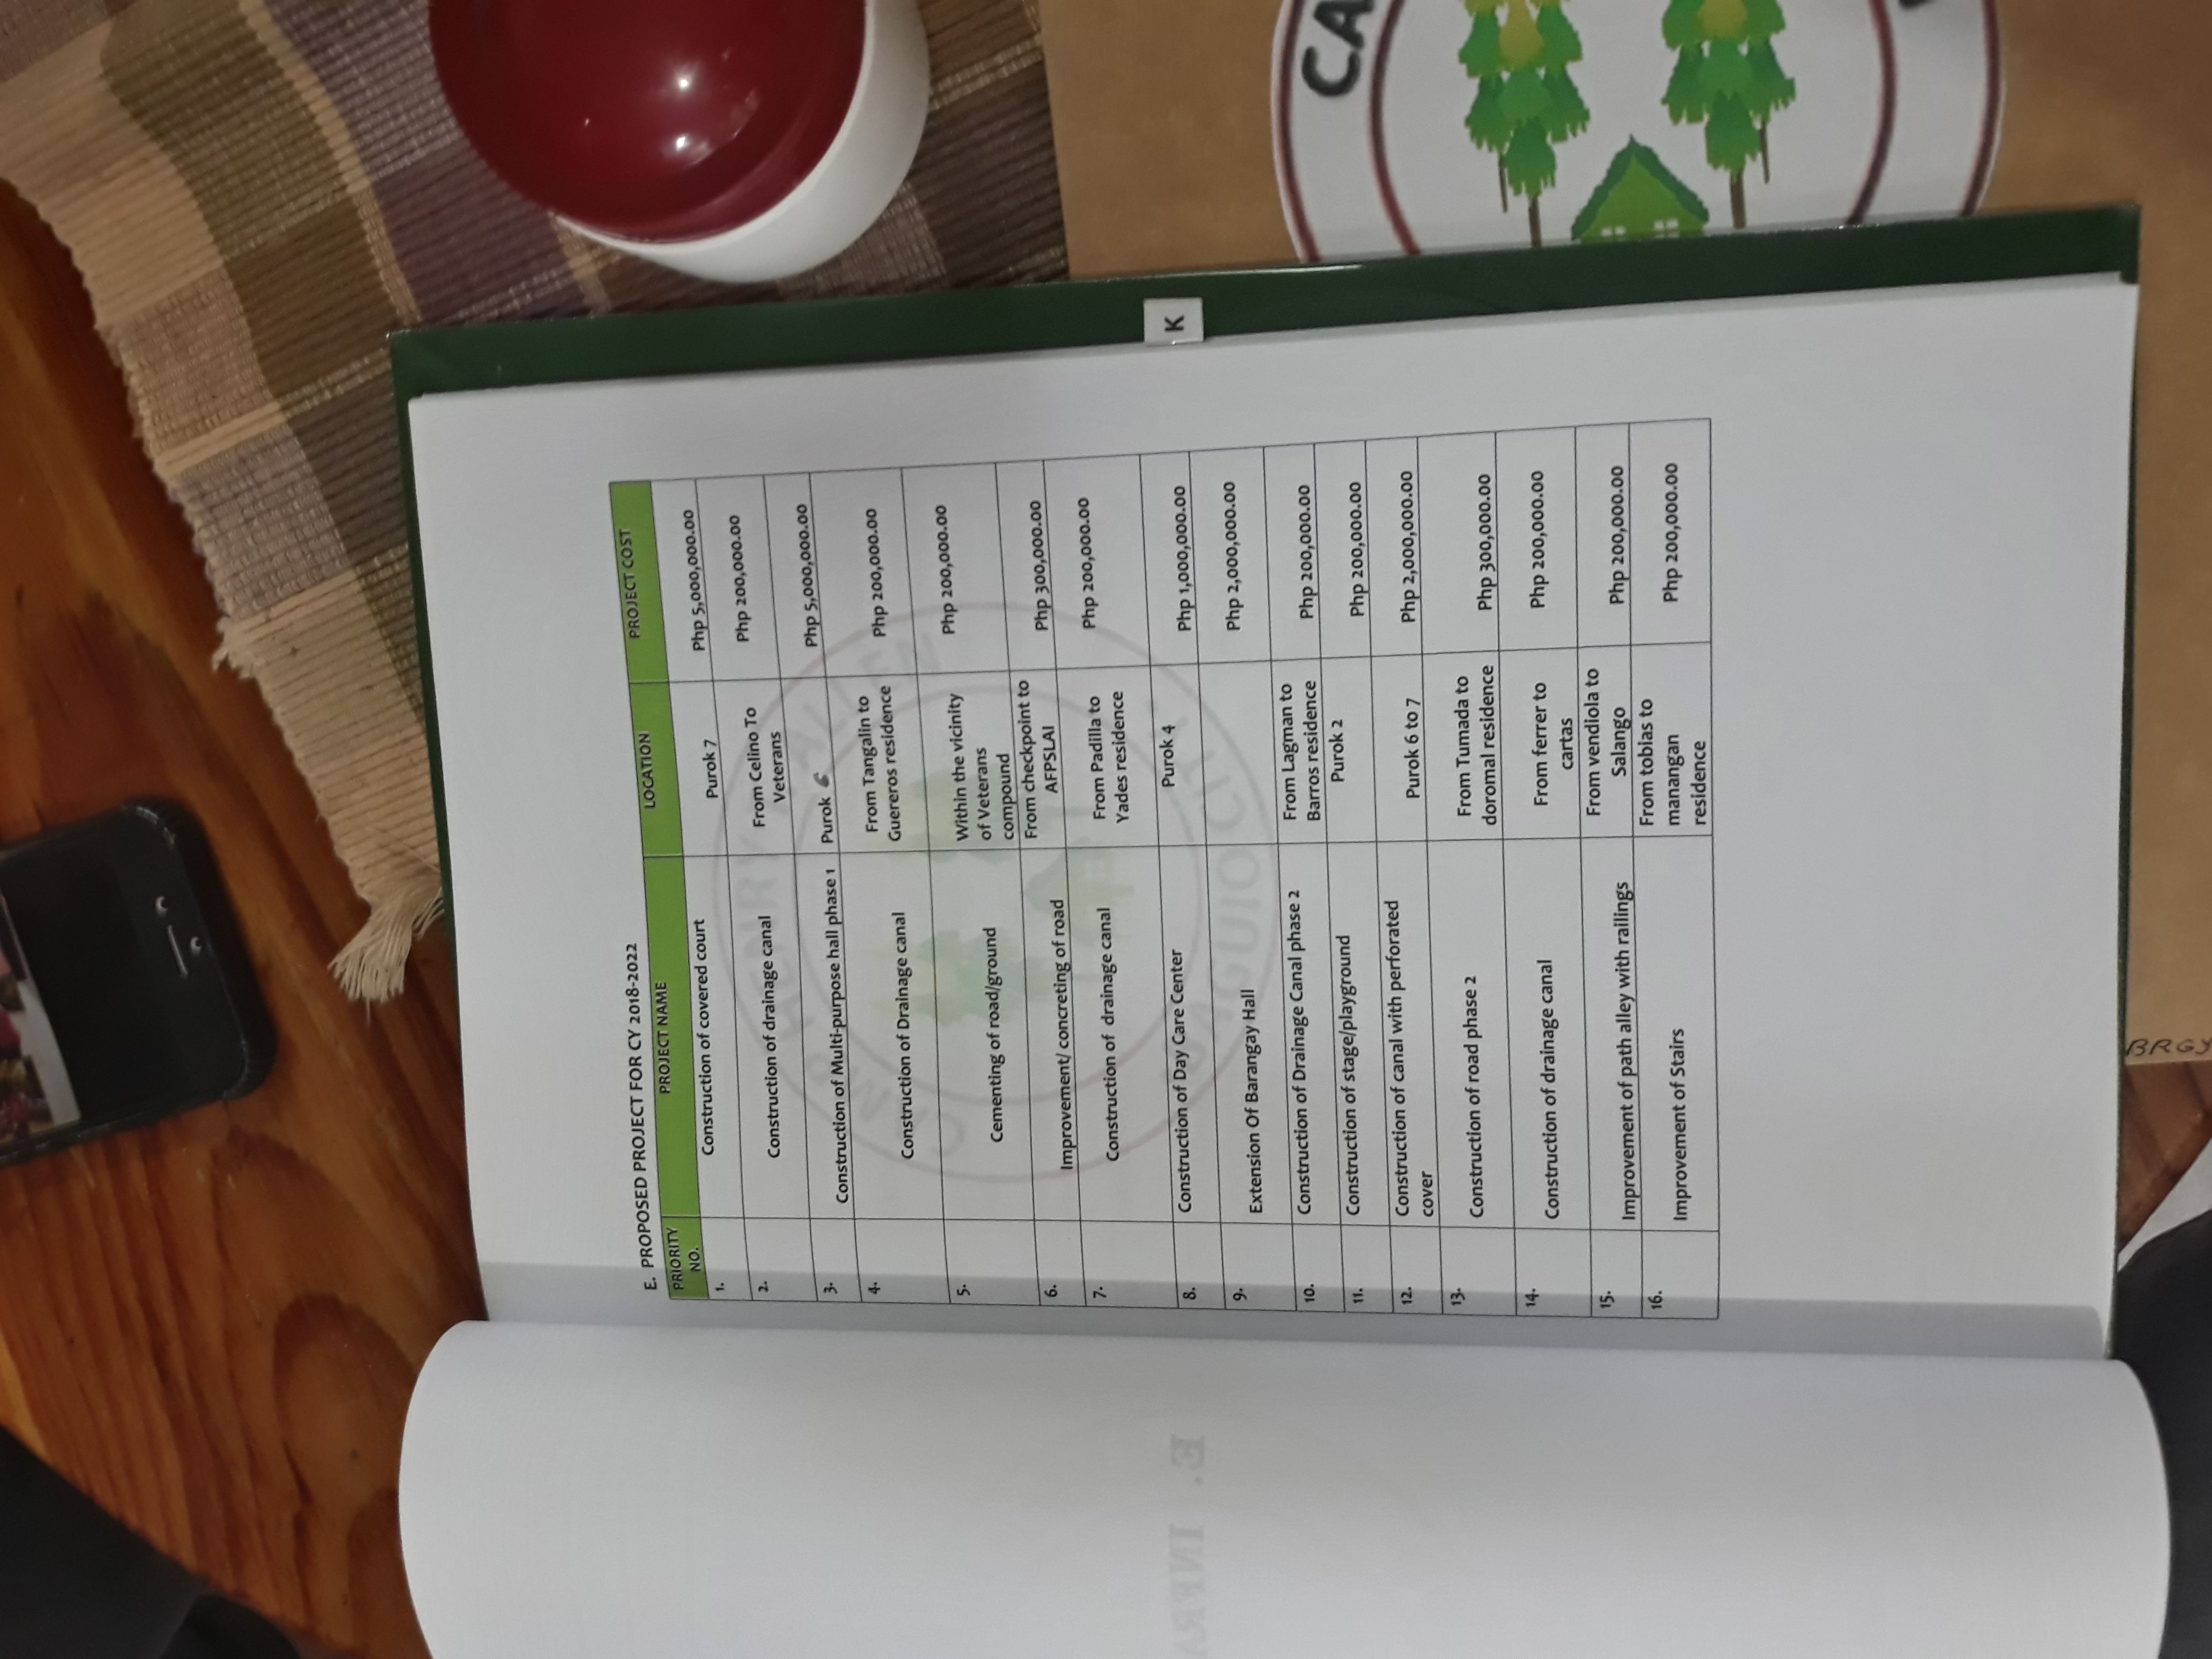 E. PROPOSED PROJECT FOR CY 2018-2022
PRIORITY NO. PROJECT NAME LOCATION PROJECT COST
1. Construction of covered court Purok 7 Php 5,000,000.00
2. Construction of drainage canal From Celino To Veterans Php 200,000.00
3. Construction of Multi-purpose hall phase 1 Purok 6 Php 5,000,000.00
4. Construction of Drainage canal From Tangalin to Guereros residence Php 200,000.00
5. Cementing of road/ground Within the vicinity of Veterans compound Php 200,000.00
6. Improvement/ concreting of road From checkpoint to AFPSLAI Php 300,000.00
7. Construction of drainage canal From Padilla to Yades residence Php 200,000.00
8. Construction of Day Care Center Purok 4 Php 1,000,000.00
9. Extension Of Barangay Hall Php 2,000,000.00
10. Construction of Drainage Canal phase 2 From Lagman to Barros residence Php 200,000.00
11. Construction of stage/playground Purok 2 Php 200,000.00
12. Construction of canal with perforated cover Purok 6 to 7 Php 2,000,000.00
13. Construction of road phase 2 From Tumada to doromal residence Php 300,000.00
14. Construction of drainage canal From ferrer to cartas Php 200,000.00
15. Improvement of path alley with railings From vendiola to Salango Php 200,000.00
16. Improvement of Stairs From tobias to manangan residence Php 200,000.00
CAMP HENRY ALLEN
BAGUIO CITY
K
E. INFRA
BRGY
CA